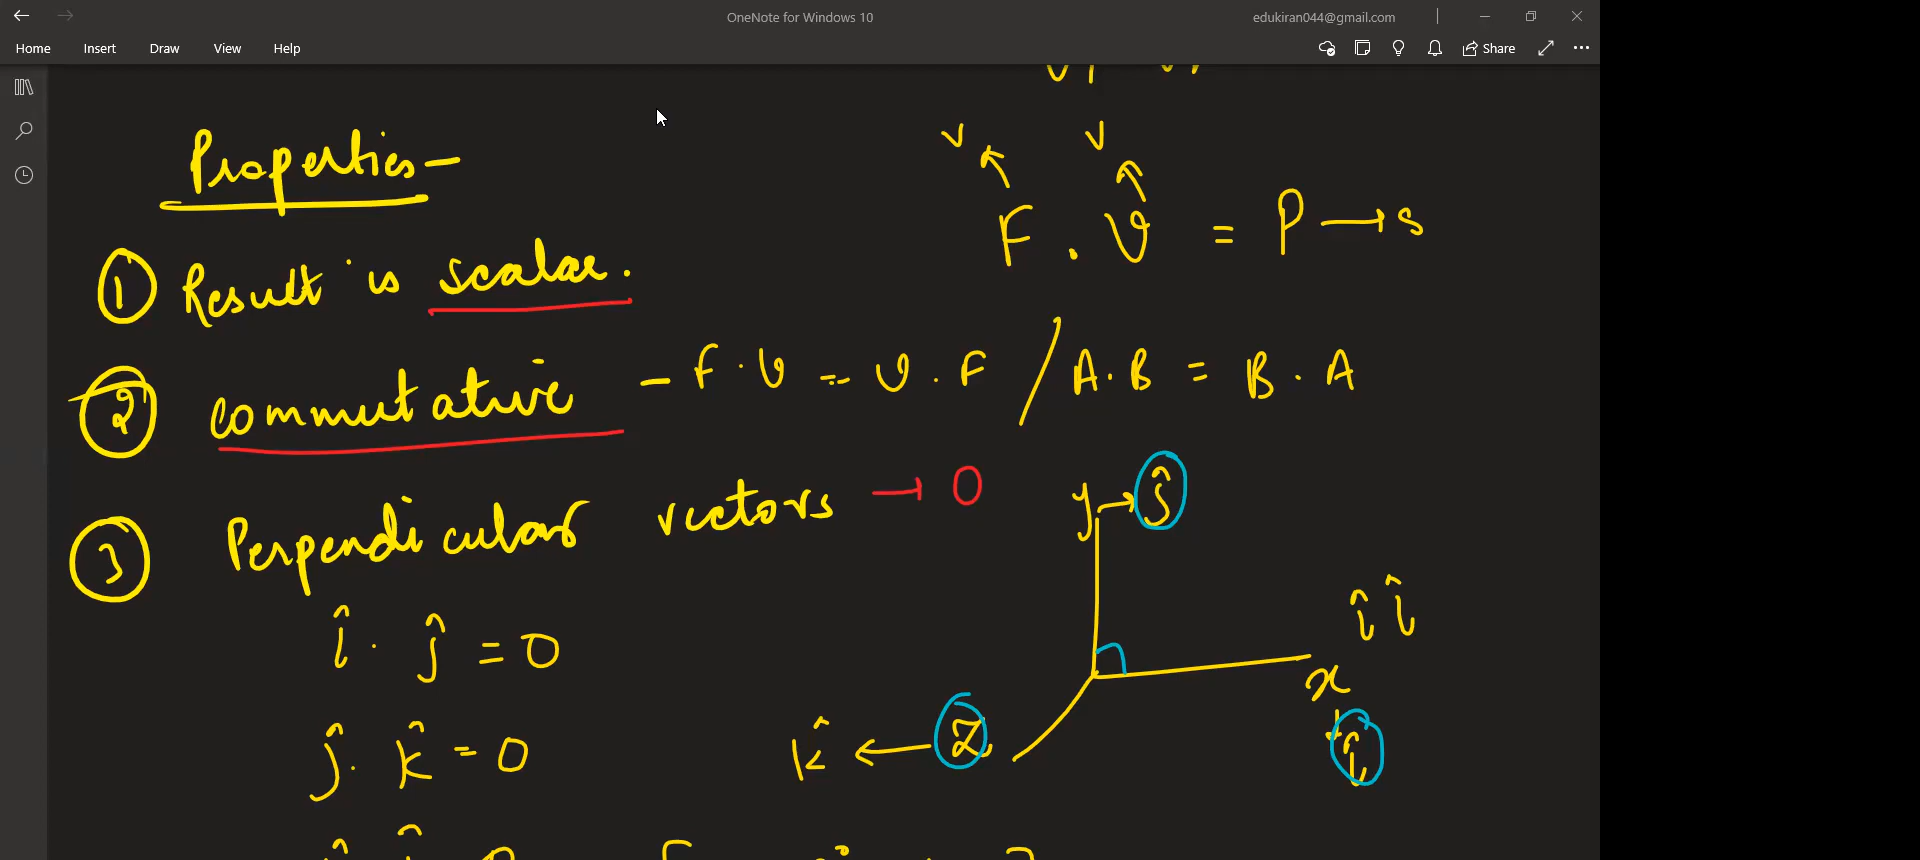 OneNote for Windows 10
edukiran044@gmail.com
Home Insert Draw View Help
Share
Properties-
v v
F . v = P → s
① Result is scalar.
② commutative - F . v = v . F / A . B = B . A
③ Perpendicular vectors → 0
y → ĵ
î î
î . ĵ = 0
x
î
ĵ . k̂ = 0
k̂ ← Z